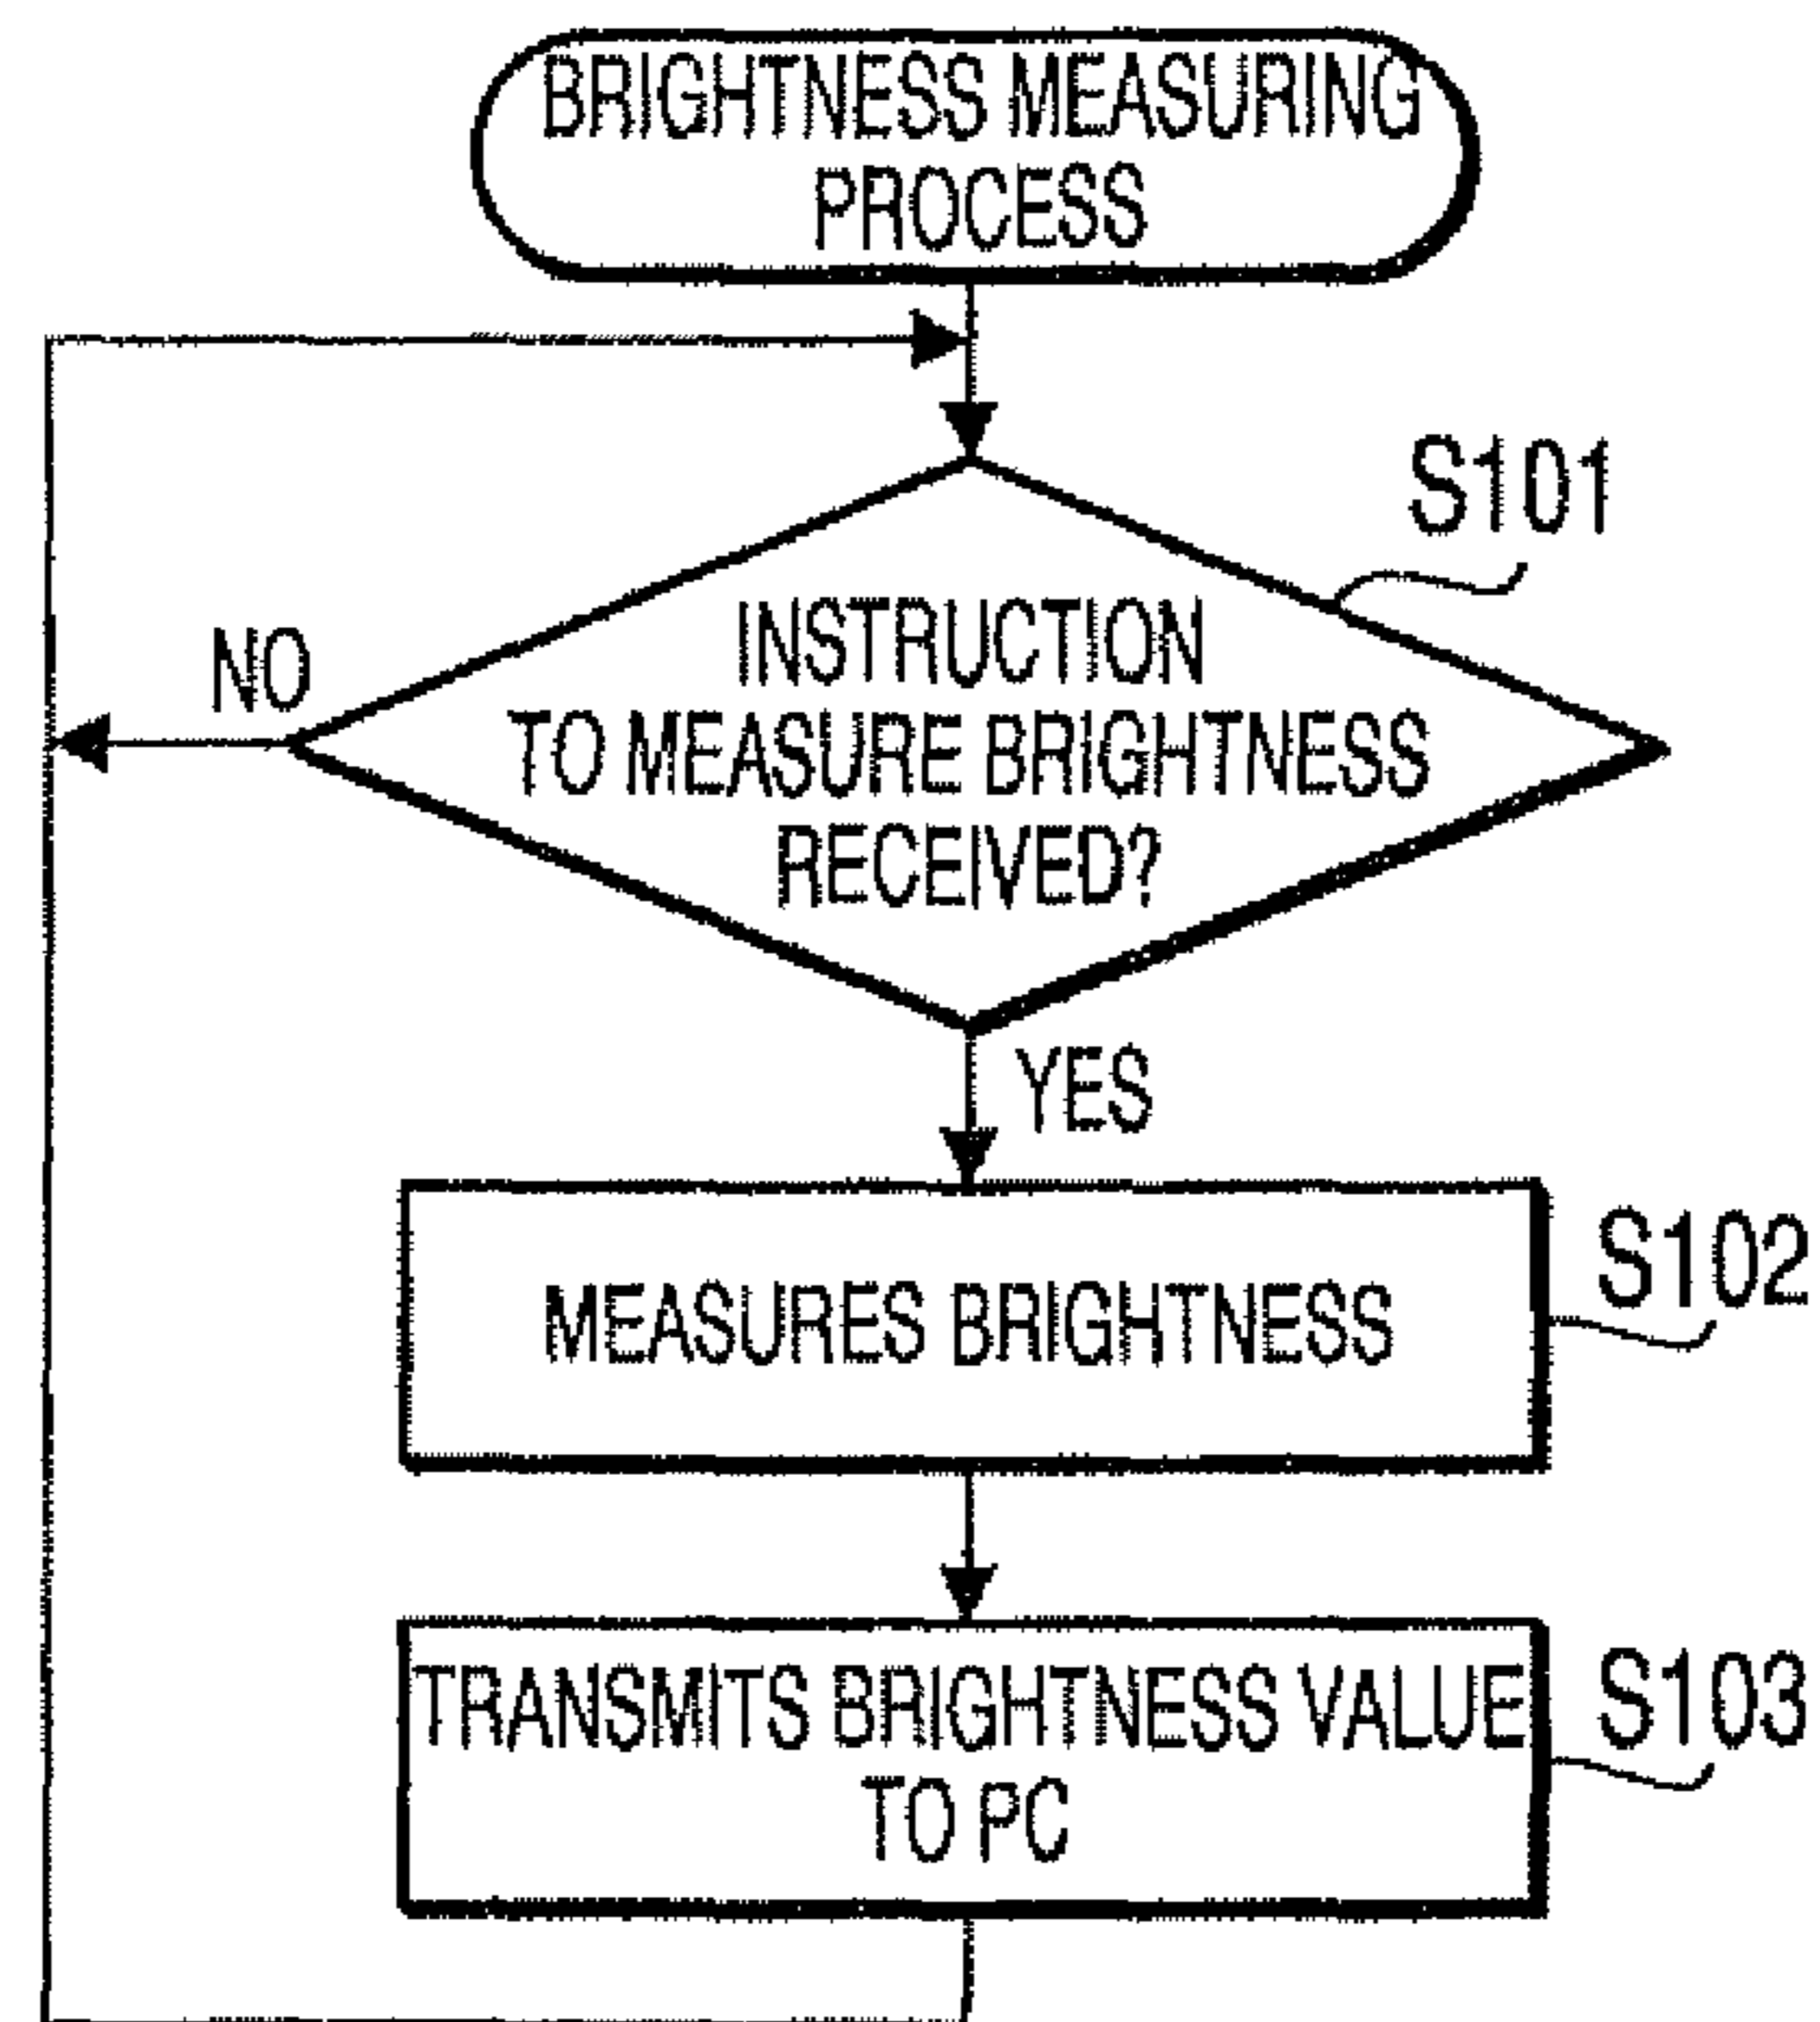 BRIGHTNESS MEASURING
PROCESS
S101
INSTRUCTION
TO MEASURE BRIGHTNESS
RECEIVED?
NO
YES
MEASURES BRIGHTNESS
S102
TRANSMITS BRIGHTNESS VALUE
TO PC
S103